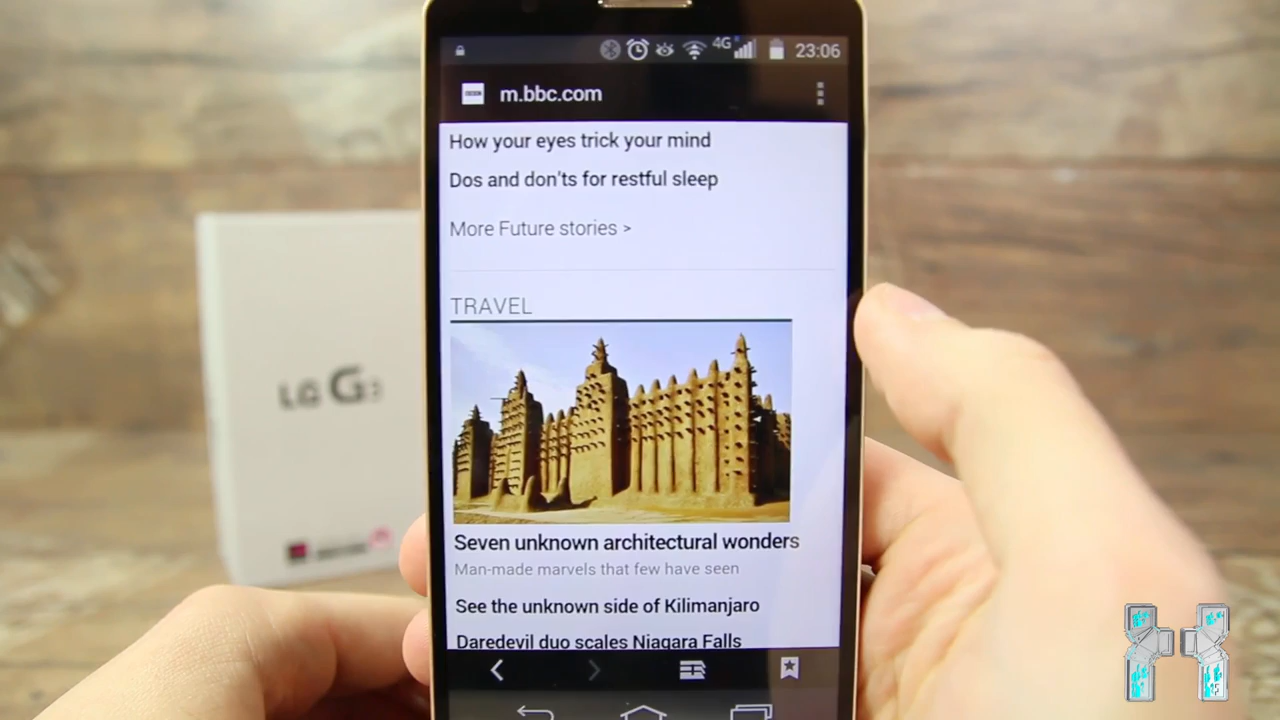 4G 23:06
BBC m.bbc.com
How your eyes trick your mind
Dos and don'ts for restful sleep
More Future stories >
TRAVEL
LG G3
Seven unknown architectural wonders
Man-made marvels that few have seen
See the unknown side of Kilimanjaro
Daredevil duo scales Niagara Falls